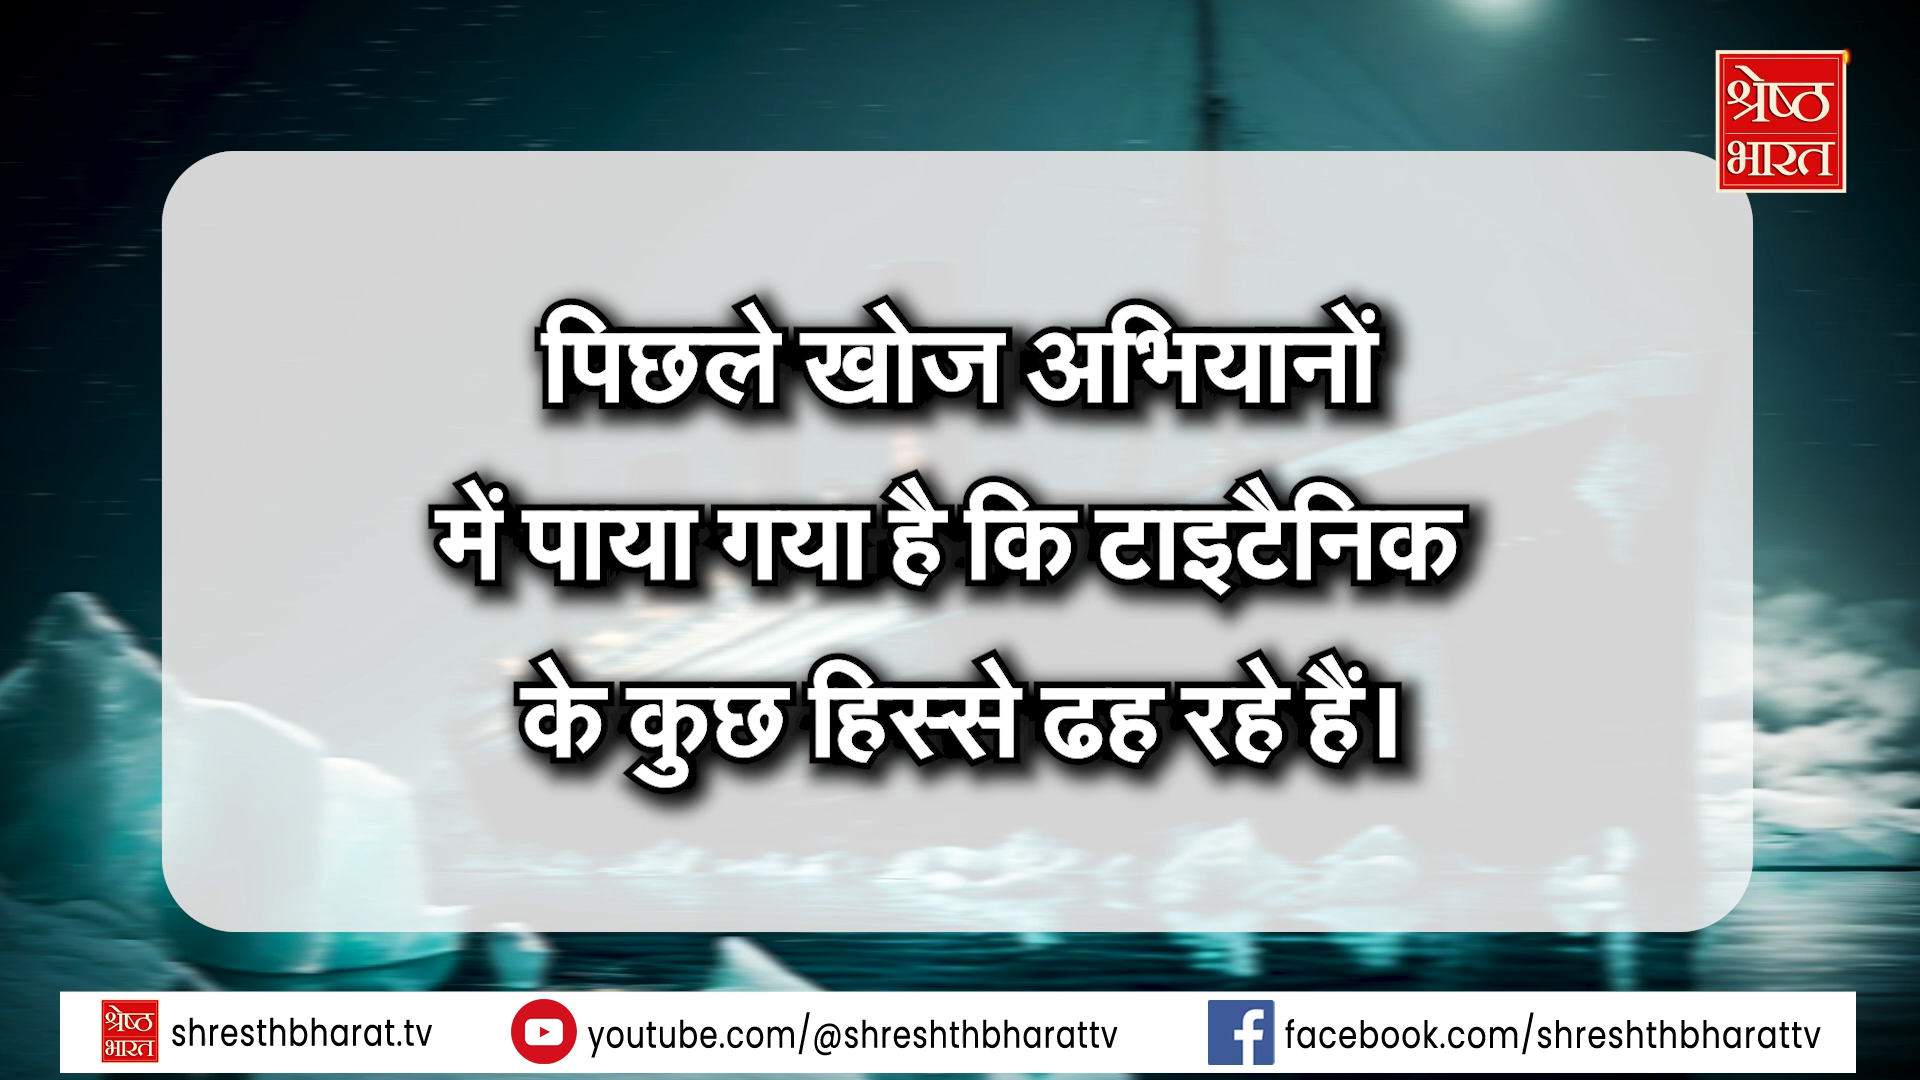 श्रेष्ठ
भारत
पिछले खोज अभियानों
में पाया गया है कि टाइटैनिक
के कुछ हिस्से ढह रहे हैं।
श्रेष्ठ
भारत
shresthbharat.tv
youtube.com/@shreshthbharattv
facebook.com/shreshthbharattv